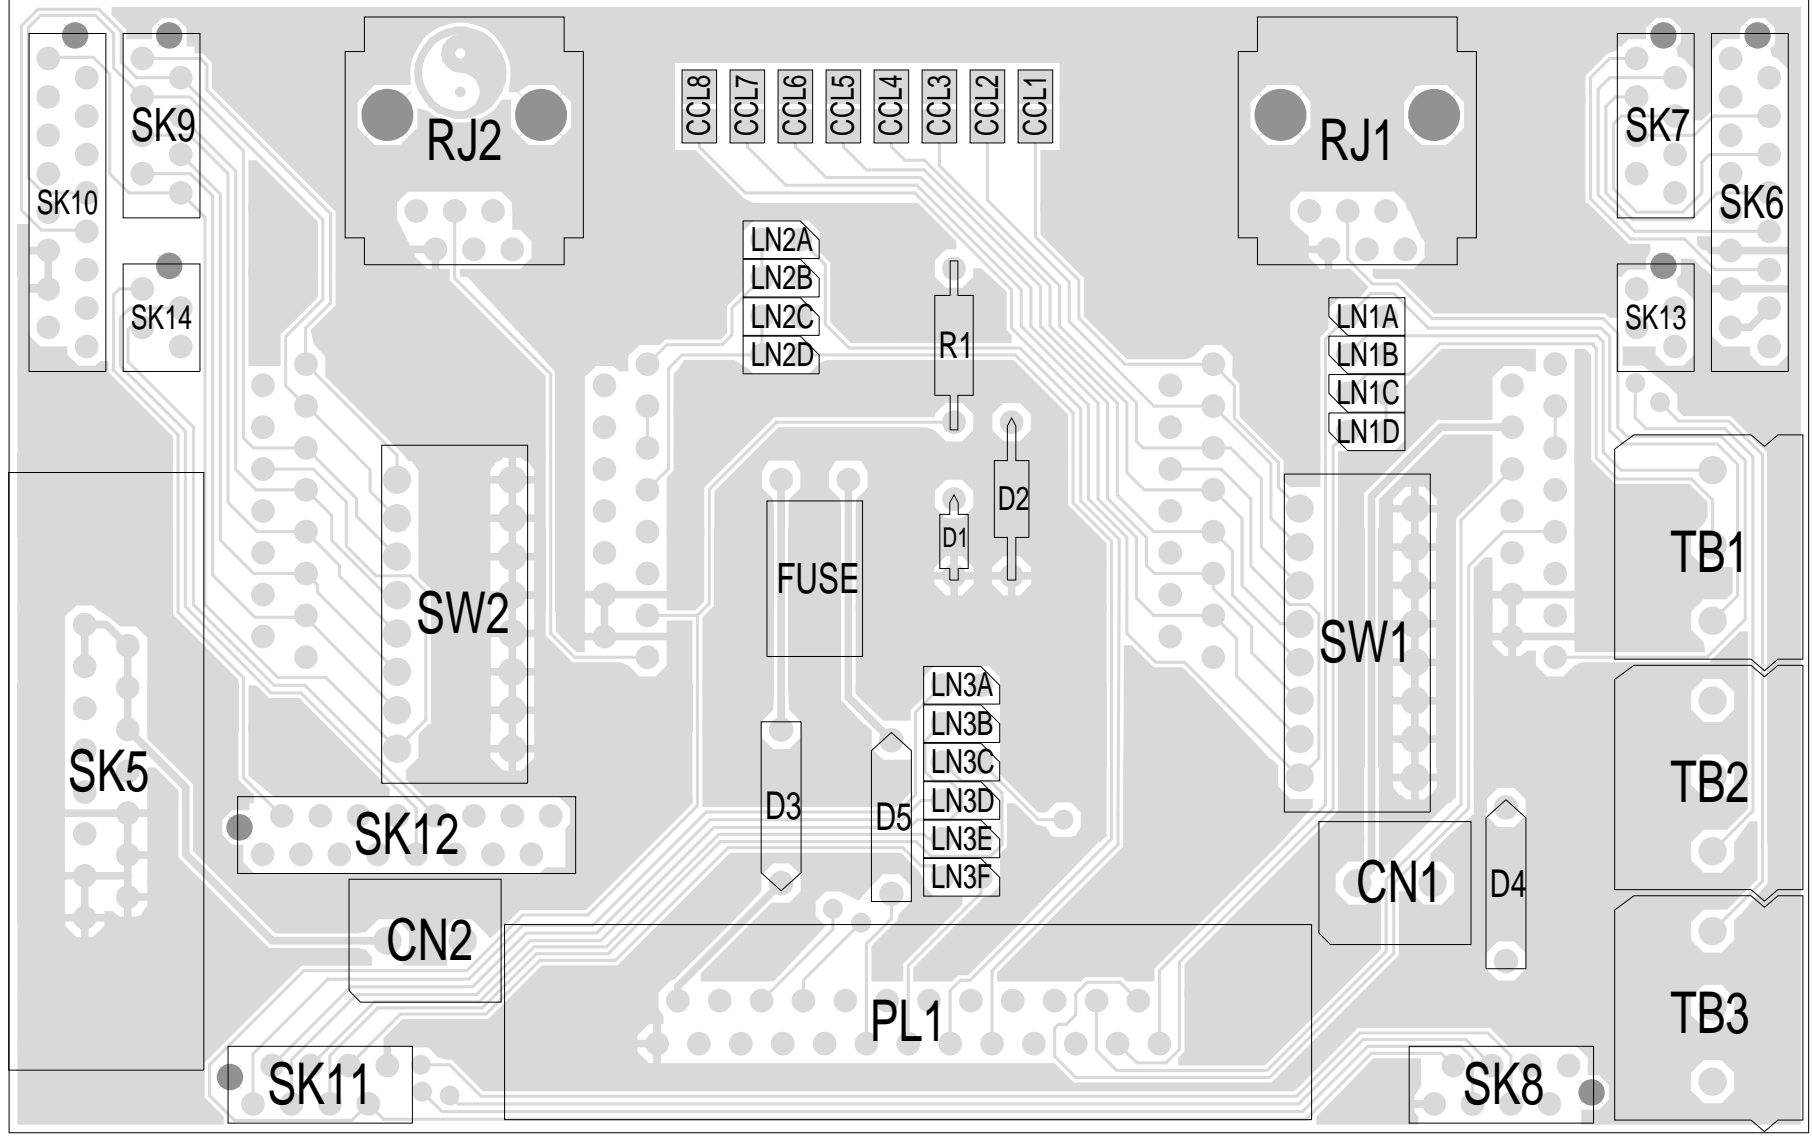 CCL8
CCL7
CCL6
CCL5
CCL4
CCL3
CCL2
CCL1
SK9
RJ2
RJ1
SK7
SK10
SK6
LN2A
LN2B
LN2C
LN2D
SK14
R1
LN1A
LN1B
LN1C
LN1D
SK13
D2
D1
FUSE
TB1
SW2
SW1
LN3A
LN3B
LN3C
LN3D
LN3E
LN3F
SK5
TB2
D3
D5
SK12
CN1
D4
CN2
PL1
TB3
SK11
SK8